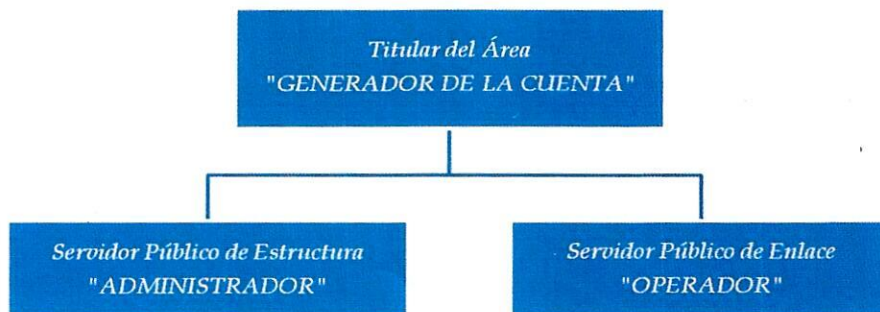 Titular del Área
"GENERADOR DE LA CUENTA"
Servidor Público de Estructura
"ADMINISTRADOR"
Servidor Público de Enlace
"OPERADOR"